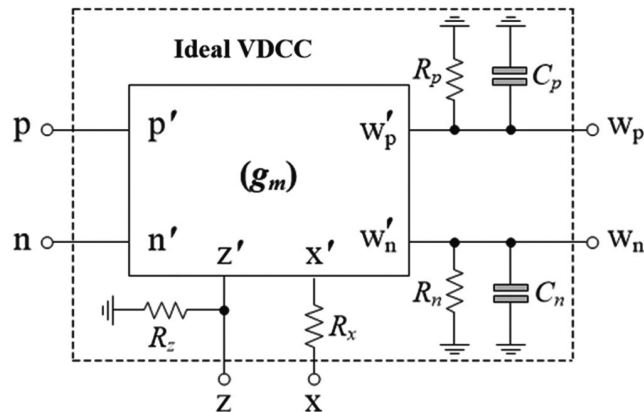 Ideal VDCC
Rp
Cp
p
p′
w′p
wp
(gm)
n
n′
w′n
wn
z′
x′
Rn
Cn
Rz
Rx
z
x